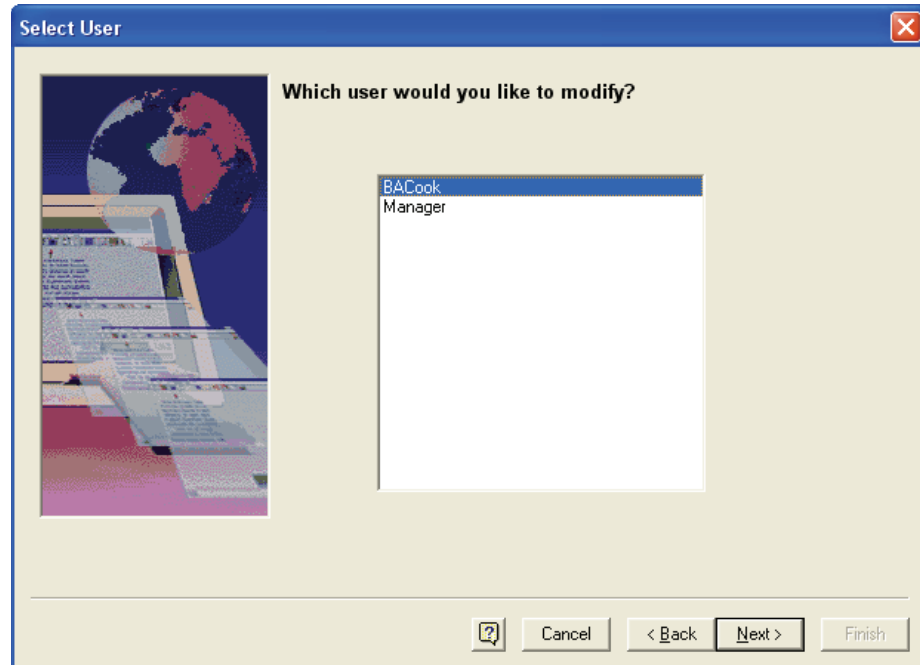 Select User
Which user would you like to modify?
BACook
Manager
Cancel
< Back
Next >
Finish